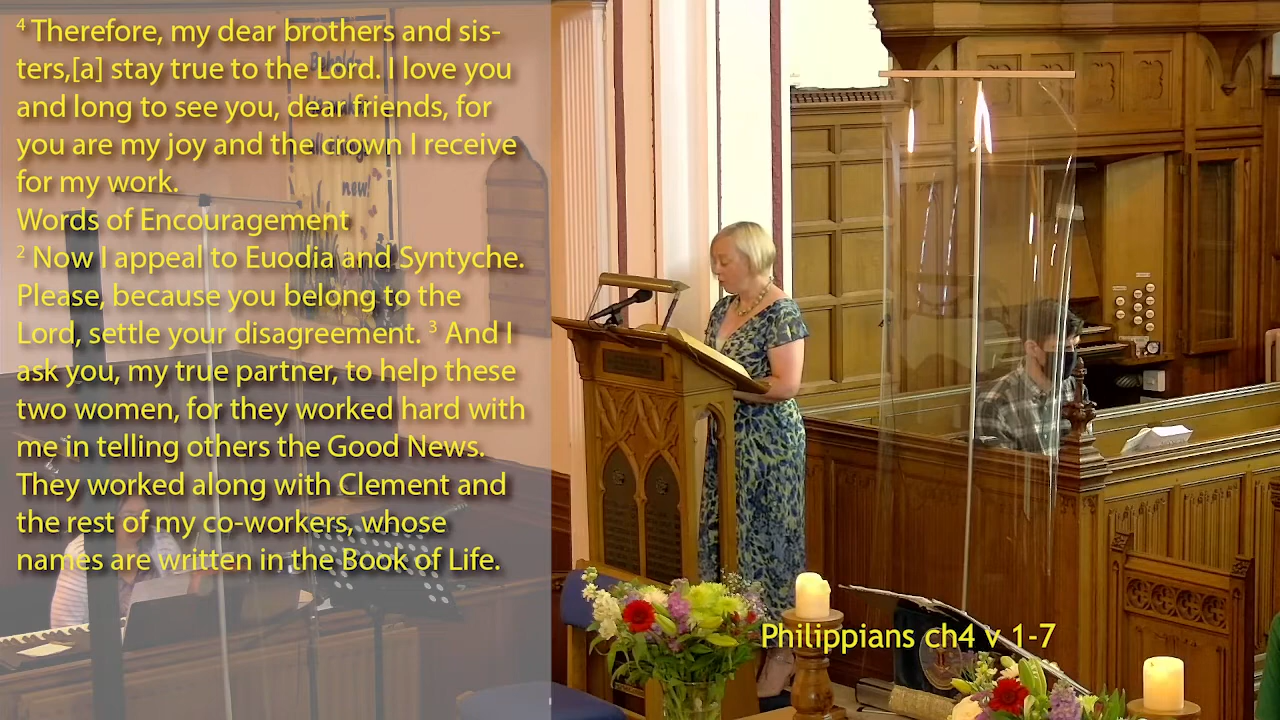 ⁴ Therefore, my dear brothers and sis-
ters,[a] stay true to the Lord. I love you
and long to see you, dear friends, for
you are my joy and the crown I receive
for my work.
Words of Encouragement
² Now I appeal to Euodia and Syntyche.
Please, because you belong to the
Lord, settle your disagreement. ³ And I
ask you, my true partner, to help these
two women, for they worked hard with
me in telling others the Good News.
They worked along with Clement and
the rest of my co-workers, whose
names are written in the Book of Life.
Philippians ch4 v 1-7
new!